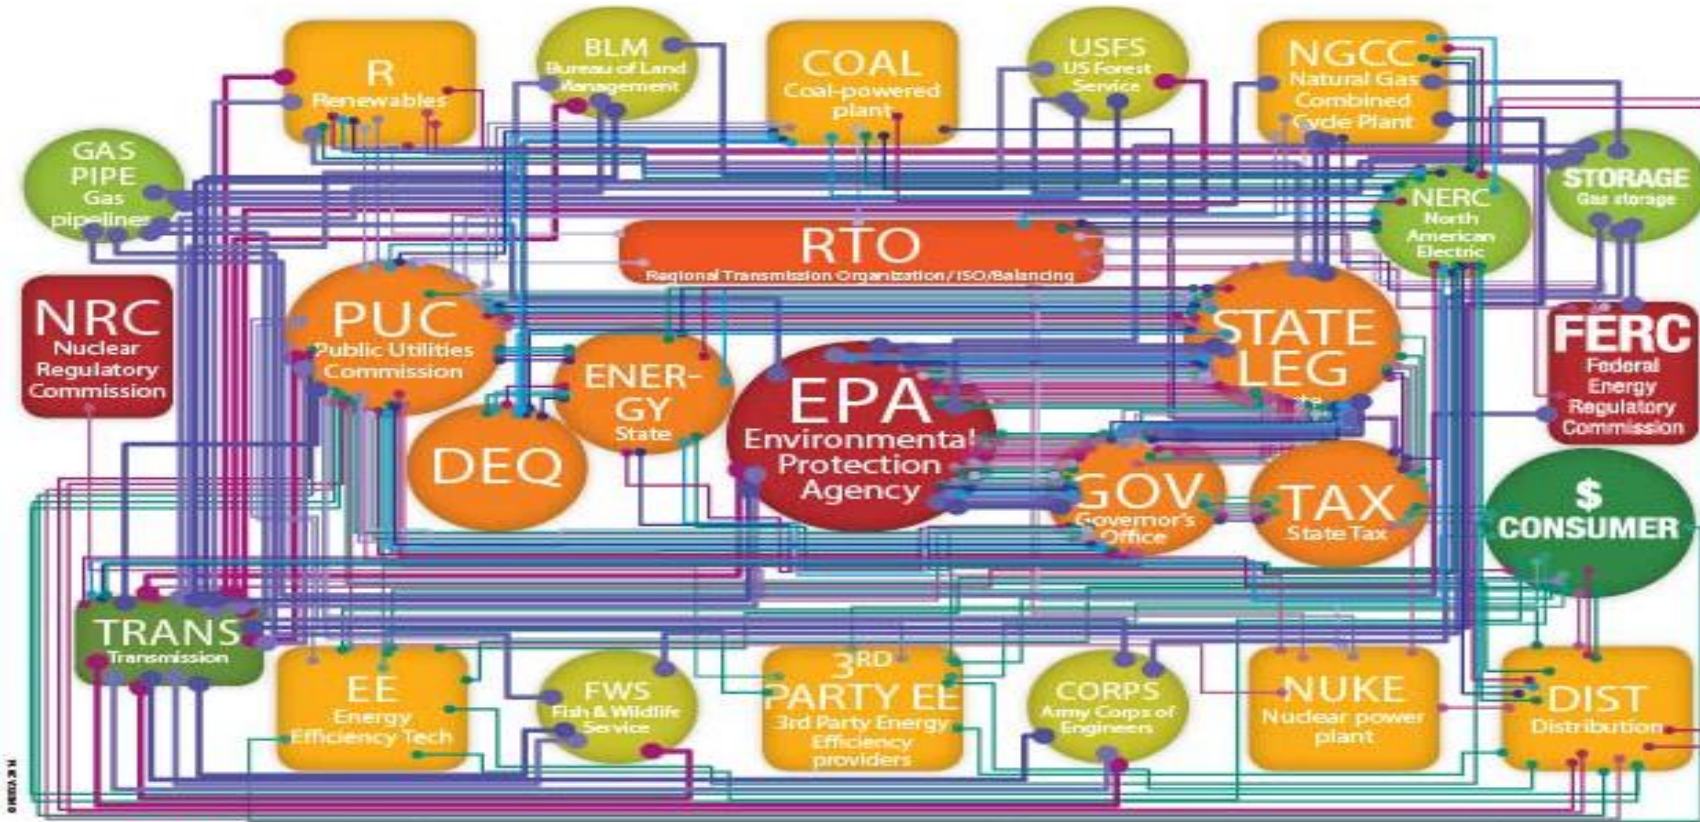 R
Renewables
BLM
Bureau of Land
Management
COAL
Coal-powered
plant
USFS
US Forest
Service
NGCC
Natural Gas
Combined
Cycle Plant
GAS
PIPE
Gas
pipelines
STORAGE
Gas storage
NERC
North
American
Electric
RTO
Regional Transmission Organization/ISO/Balancing
NRC
Nuclear
Regulatory
Commission
PUC
Public Utilities
Commission
STATE
LEG
FERC
Federal
Energy
Regulatory
Commission
ENER-
GY
State
EPA
Environmental
Protection
Agency
DEQ
GOV
Governor's
Office
TAX
State Tax
$
CONSUMER
TRANS
Transmission
EE
Energy
Efficiency Tech
FWS
Fish & Wildlife
Service
3RD
PARTY EE
3rd Party Energy
Efficiency
providers
CORPS
Army Corps of
Engineers
NUKE
Nuclear power
plant
DIST
Distribution